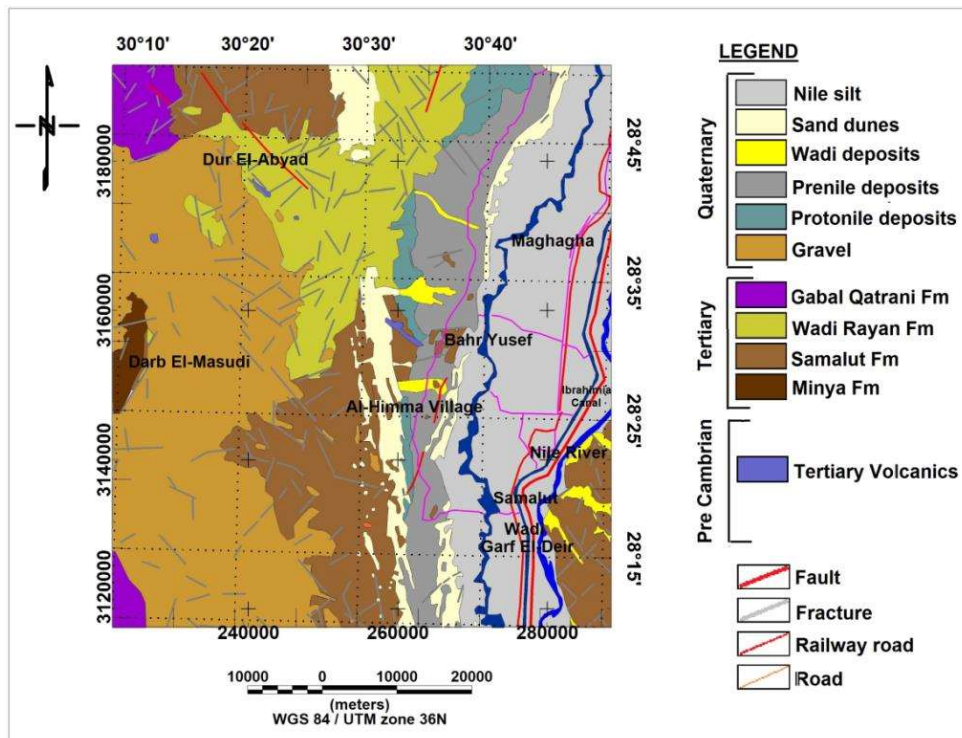 30°10' 30°20' 30°30' 30°40'
N
28°45'
28°35'
28°25'
28°15'
3180000
3160000
3140000
3120000
240000 260000 280000
Dur El-Abyad
Maghagha
Darb El-Masudi
Bahr Yusef
Al-Himma Village
Ibrahimia
Canal
Nile River
Samalut
Wadi
Garf El-Deir
10000 0 10000 20000
(meters)
WGS 84 / UTM zone 36N
LEGEND
Quaternary
Nile silt
Sand dunes
Wadi deposits
Prenile deposits
Protonile deposits
Gravel
Tertiary
Gabal Qatrani Fm
Wadi Rayan Fm
Samalut Fm
Minya Fm
Pre Cambrian
Tertiary Volcanics
Fault
Fracture
Railway road
Road